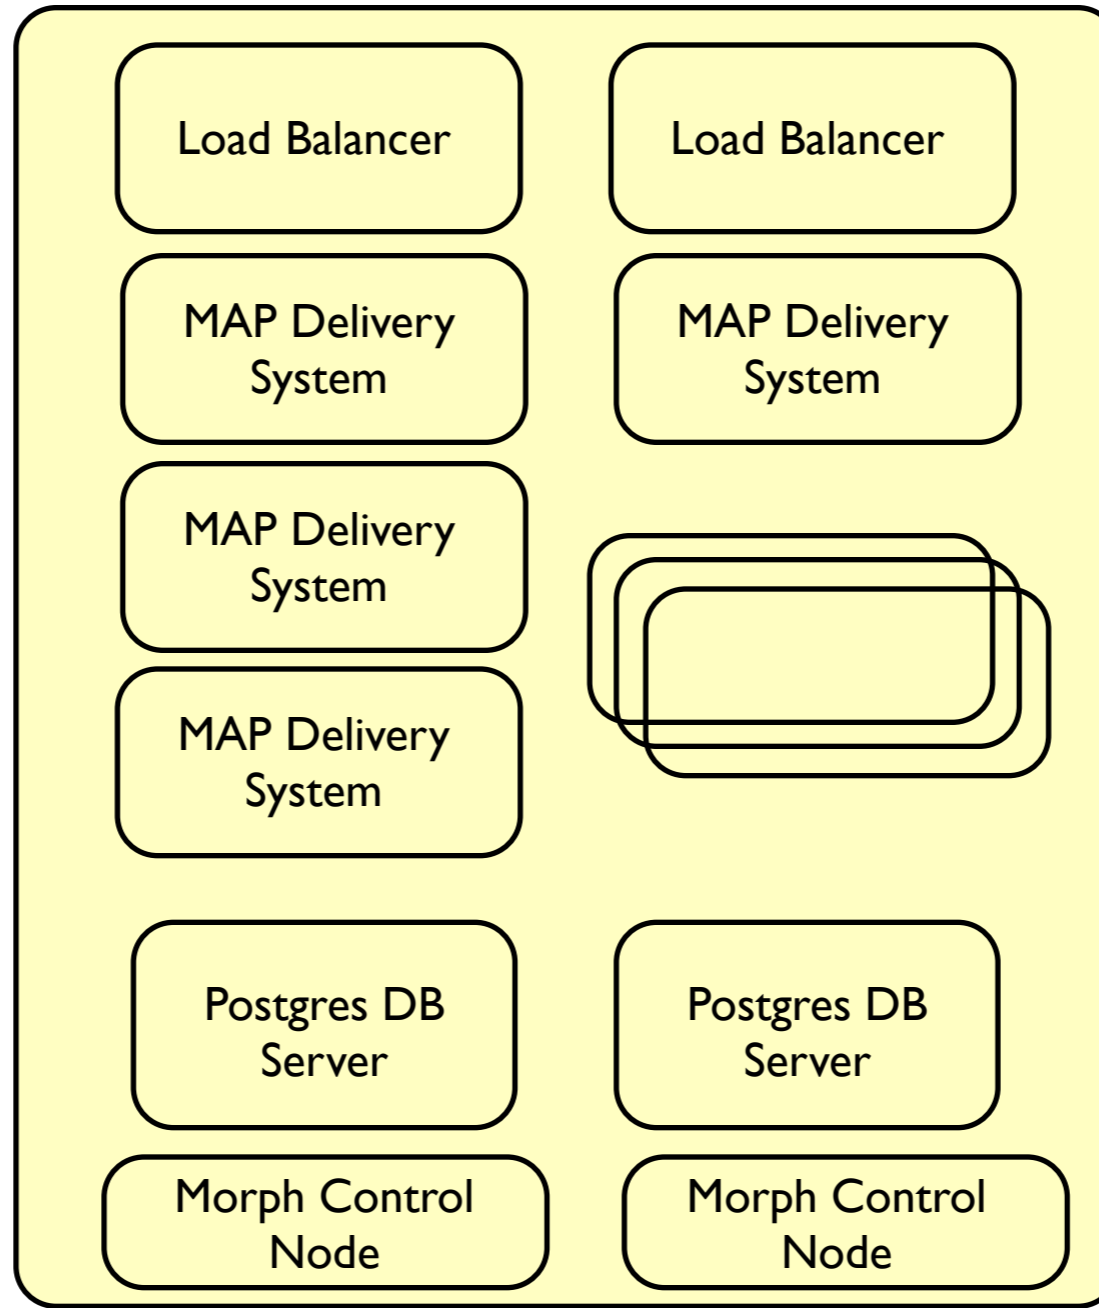 Load Balancer
Load Balancer
MAP Delivery
System
MAP Delivery
System
MAP Delivery
System
MAP Delivery
System
Postgres DB
Server
Postgres DB
Server
Morph Control
Node
Morph Control
Node